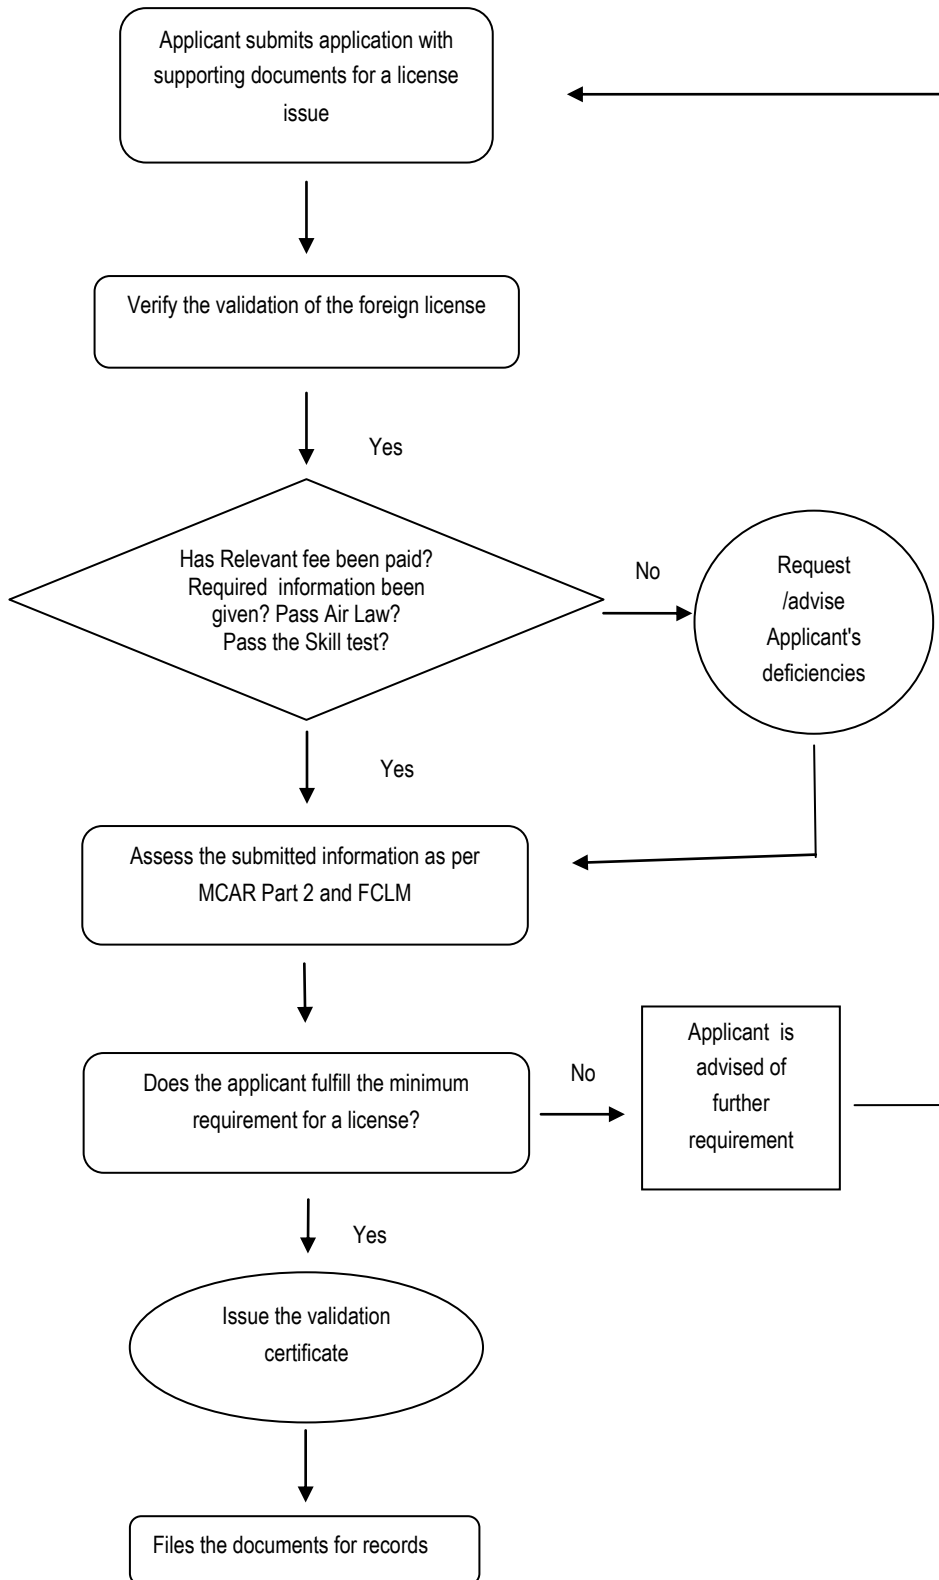 Applicant submits application with
supporting documents for a license
issue
Verify the validation of the foreign license
Yes
Has Relevant fee been paid?
Required information been
given? Pass Air Law?
Pass the Skill test?
No
Request
/advise
Applicant's
deficiencies
Yes
Assess the submitted information as per
MCAR Part 2 and FCLM
Does the applicant fulfill the minimum
requirement for a license?
No
Applicant is
advised of
further
requirement
Yes
Issue the validation
certificate
Files the documents for records